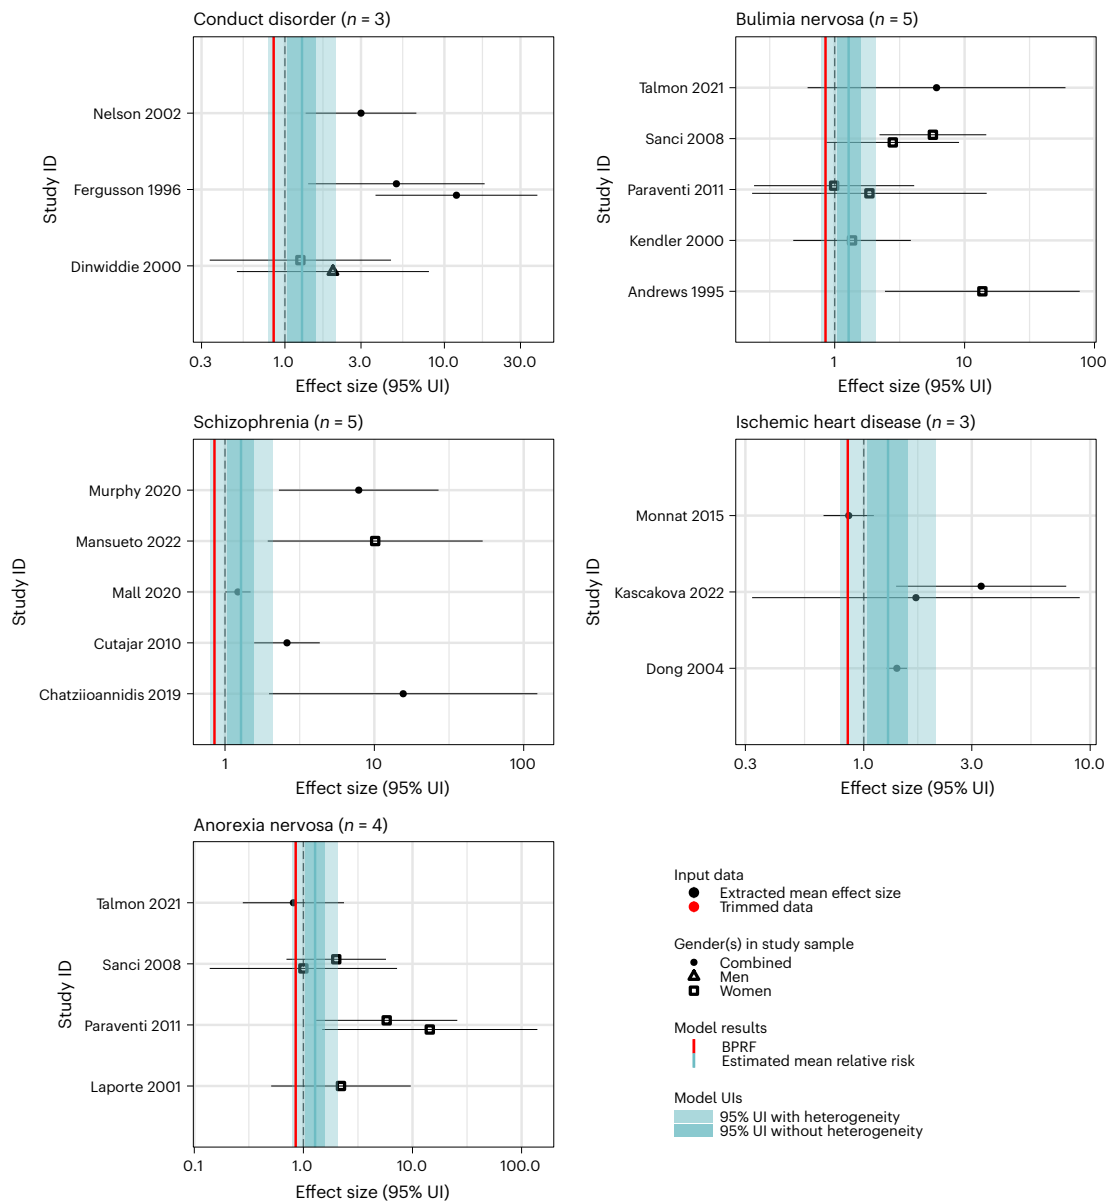 Conduct disorder (n = 3)
Study ID
Nelson 2002
Fergusson 1996
Dinwiddie 2000
0.3 1.0 3.0 10.0 30.0
Effect size (95% UI)
Bulimia nervosa (n = 5)
Study ID
Talmon 2021
Sanci 2008
Paraventi 2011
Kendler 2000
Andrews 1995
1 10 100
Effect size (95% UI)
Schizophrenia (n = 5)
Study ID
Murphy 2020
Mansueto 2022
Mall 2020
Cutajar 2010
Chatziioannidis 2019
1 10 100
Effect size (95% UI)
Ischemic heart disease (n = 3)
Study ID
Monnat 2015
Kascakova 2022
Dong 2004
0.3 1.0 3.0 10.0
Effect size (95% UI)
Anorexia nervosa (n = 4)
Study ID
Talmon 2021
Sanci 2008
Paraventi 2011
Laporte 2001
0.1 1.0 10.0 100.0
Effect size (95% UI)
Input data
Extracted mean effect size
Trimmed data
Gender(s) in study sample
Combined
Men
Women
Model results
BPRF
Estimated mean relative risk
Model UIs
95% UI with heterogeneity
95% UI without heterogeneity